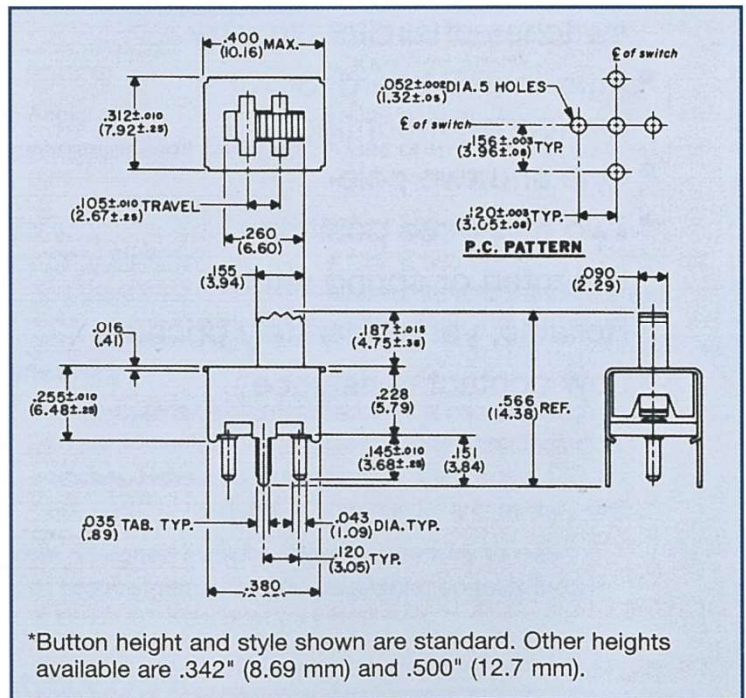 .400 MAX.
(10.16)
℄ of switch
.052±.002 DIA. 5 HOLES
(1.32±.05)
.312±.010
(7.92±.25)
℄ of switch
.156±.003 TYP.
(3.96±.08)
.105±.010 TRAVEL
(2.67±.25)
.120±.003 TYP.
(3.05±.08)
.260
(6.60)
P.C. PATTERN
.155
(3.94)
.090
(2.29)
.016
(.41)
.187±.015
(4.75±.38)
.255±.010
(6.48±.25)
.228
(5.79)
.566 REF.
(14.38)
.145±.010
(3.68±.25)
.151
(3.84)
.035 TAB. TYP.
(.89)
.043 DIA. TYP.
(1.09)
.120 TYP.
(3.05)
.380
*Button height and style shown are standard. Other heights
available are .342" (8.69 mm) and .500" (12.7 mm).